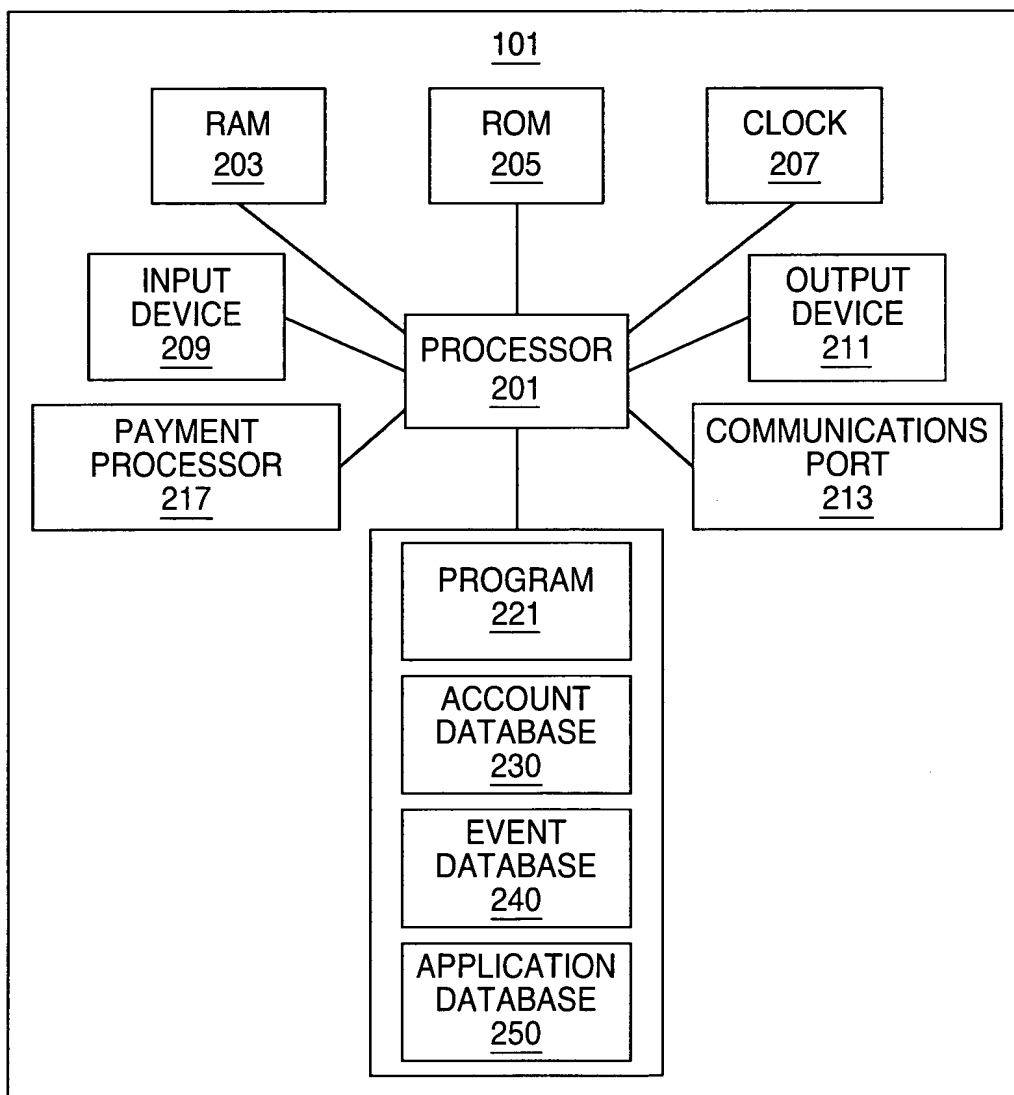 101
RAM
203
ROM
205
CLOCK
207
INPUT
DEVICE
209
PROCESSOR
201
OUTPUT
DEVICE
211
PAYMENT
PROCESSOR
217
COMMUNICATIONS
PORT
213
PROGRAM
221
ACCOUNT
DATABASE
230
EVENT
DATABASE
240
APPLICATION
DATABASE
250